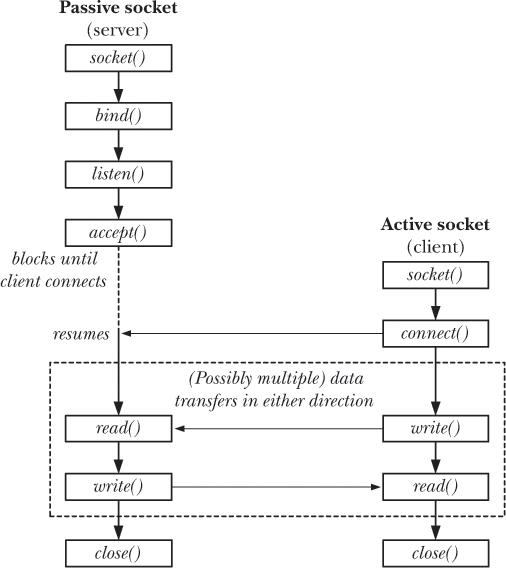 Passive socket
(server)
socket()
bind()
listen()
accept()
blocks until
client connects
resumes
Active socket
(client)
socket()
connect()
(Possibly multiple) data
transfers in either direction
read()
write()
write()
read()
close()
close()